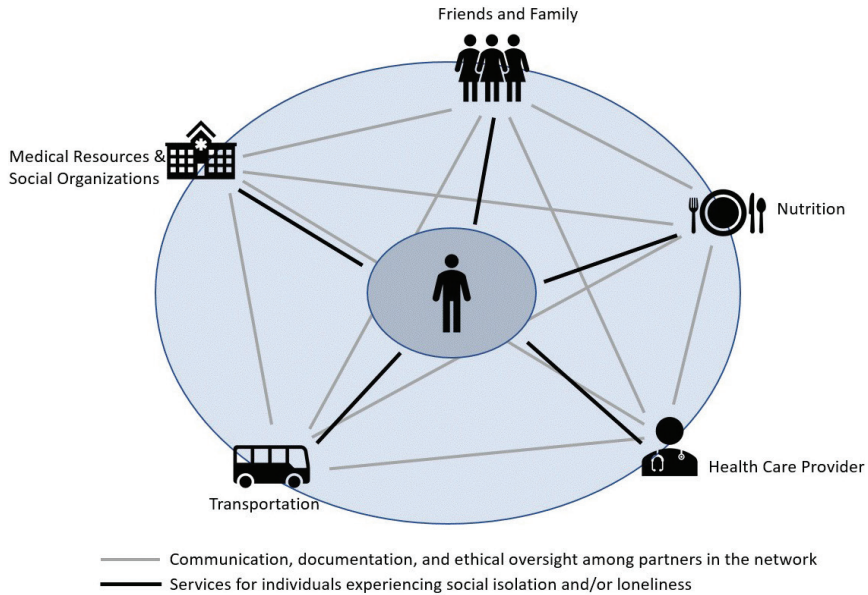 Friends and Family
Medical Resources &
Social Organizations
Nutrition
Health Care Provider
Transportation
Communication, documentation, and ethical oversight among partners in the network
Services for individuals experiencing social isolation and/or loneliness